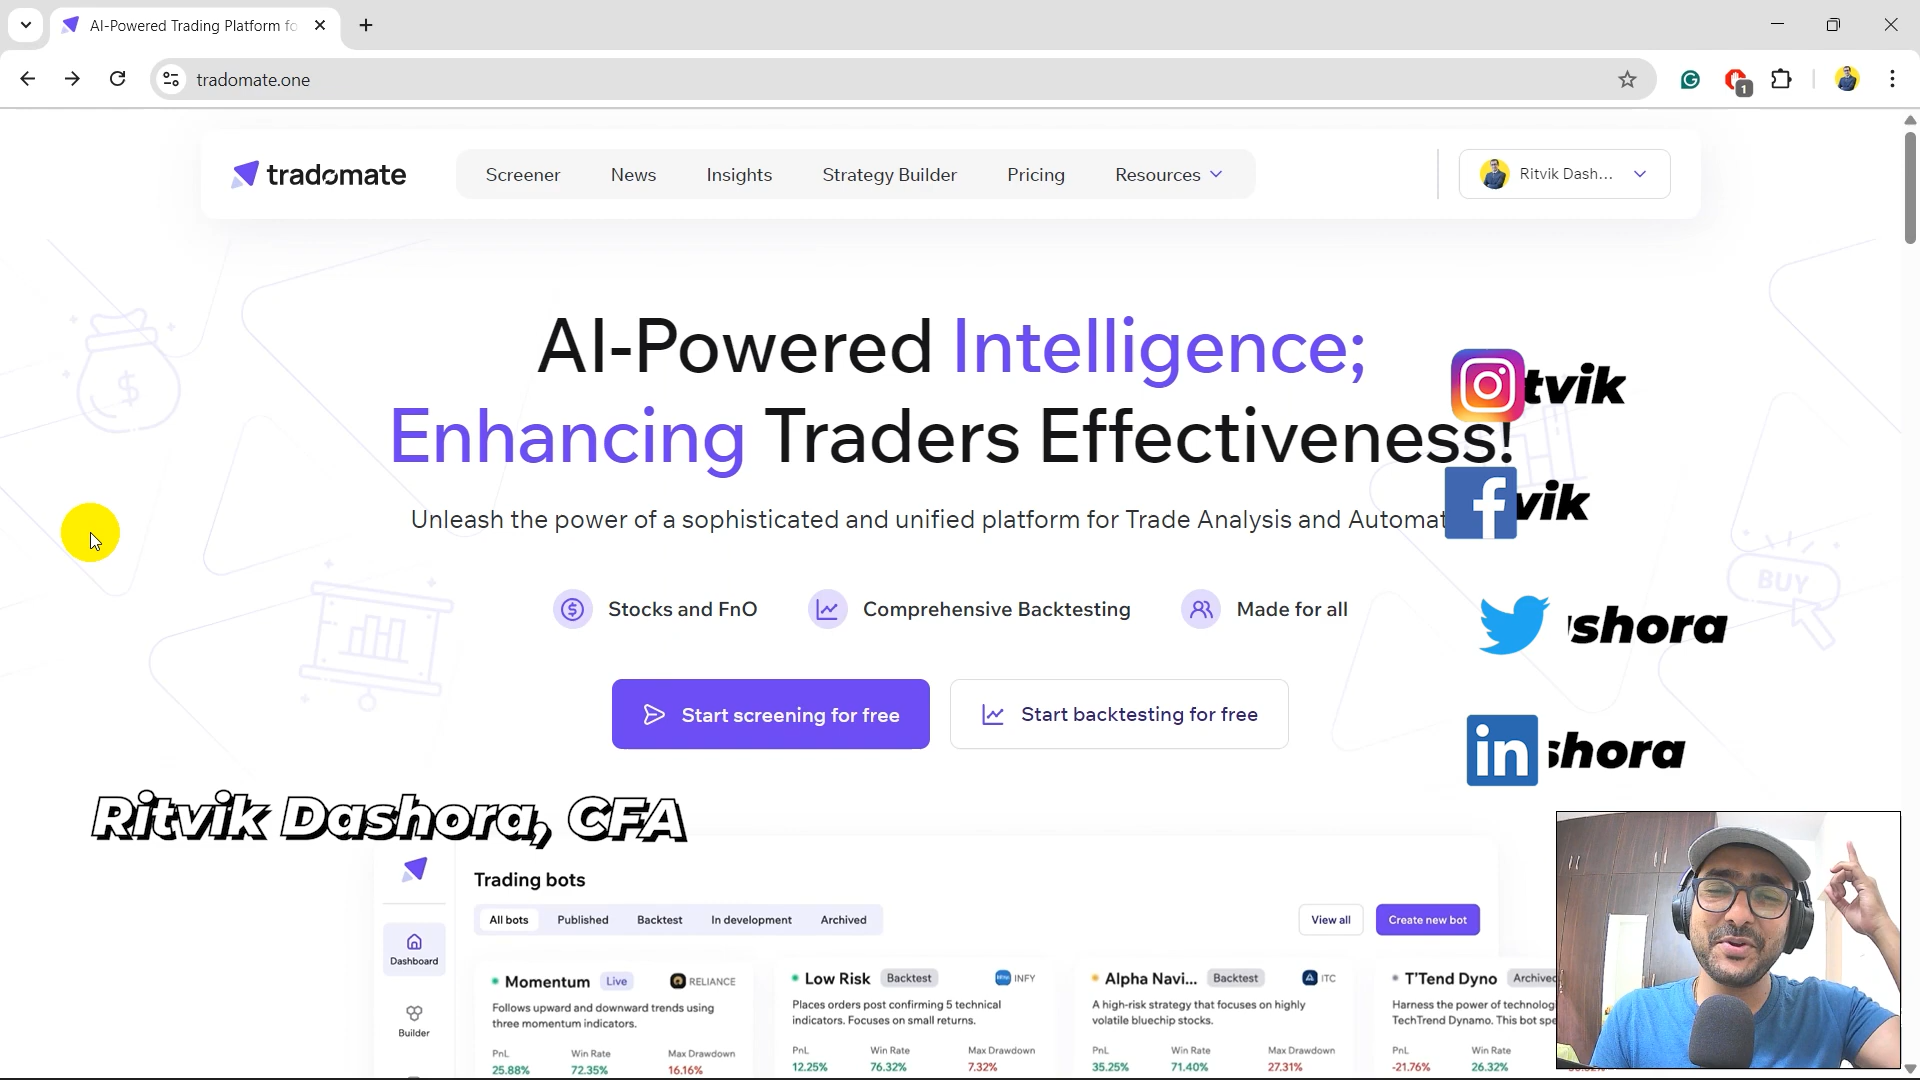 AI-Powered Trading Platform fo
tradomate.one
1
tradomate
Screener
News
Insights
Strategy Builder
Pricing
Resources
Ritvik Dash...
AI-Powered Intelligence;
Enhancing Traders Effectiveness!
tvik
vik
Unleash the power of a sophisticated and unified platform for Trade Analysis and Automat
Stocks and FnO
Comprehensive Backtesting
Made for all
BUY
shora
Start screening for free
Start backtesting for free
in
shora
Ritvik Dashora, CFA
Trading bots
All bots
Published
Backtest
In development
Archived
View all
Create new bot
Dashboard
Builder
Momentum Live RELIANCE
Follows upward and downward trends using
three momentum indicators.
PnL Win Rate Max Drawdown
25.88% 72.35% 16.16%
Low Risk Backtest INFY
Places orders post confirming 5 technical
indicators. Focuses on small returns.
PnL Win Rate Max Drawdown
12.25% 76.32% 7.32%
Alpha Navi... Backtest ITC
A high-risk strategy that focuses on highly
volatile bluechip stocks.
PnL Win Rate Max Drawdown
35.25% 71.40% 27.31%
T'Tend Dyno Archived
Harness the power of technolog
TechTrend Dynamo. This bot spe
PnL Win Rate
-21.76% 26.32%